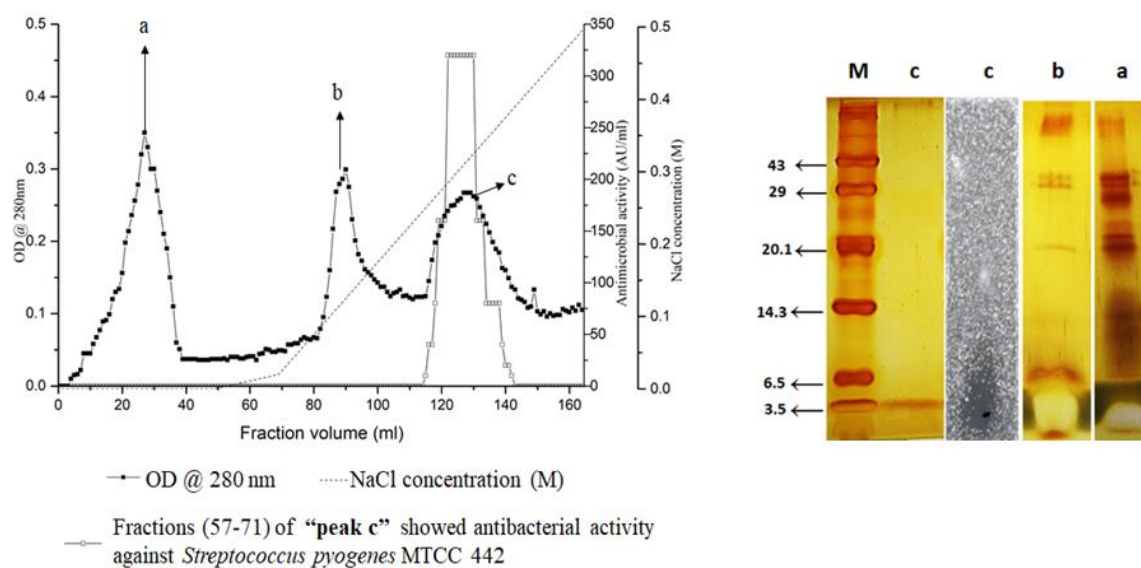 a
b
c
0.5
0.4
0.3
0.2
0.1
0.0
OD @ 280nm
0
20
40
60
80
100
120
140
160
Fraction volume (ml)
350
300
250
200
150
100
50
0
Antimicrobial activity (AU/ml)
0.5
0.4
0.3
0.2
0.1
0.0
NaCl concentration (M)
OD @ 280 nm
NaCl concentration (M)
Fractions (57-71) of “peak c” showed antibacterial activity
against Streptococcus pyogenes MTCC 442
M c c b a
43
29
20.1
14.3
6.5
3.5